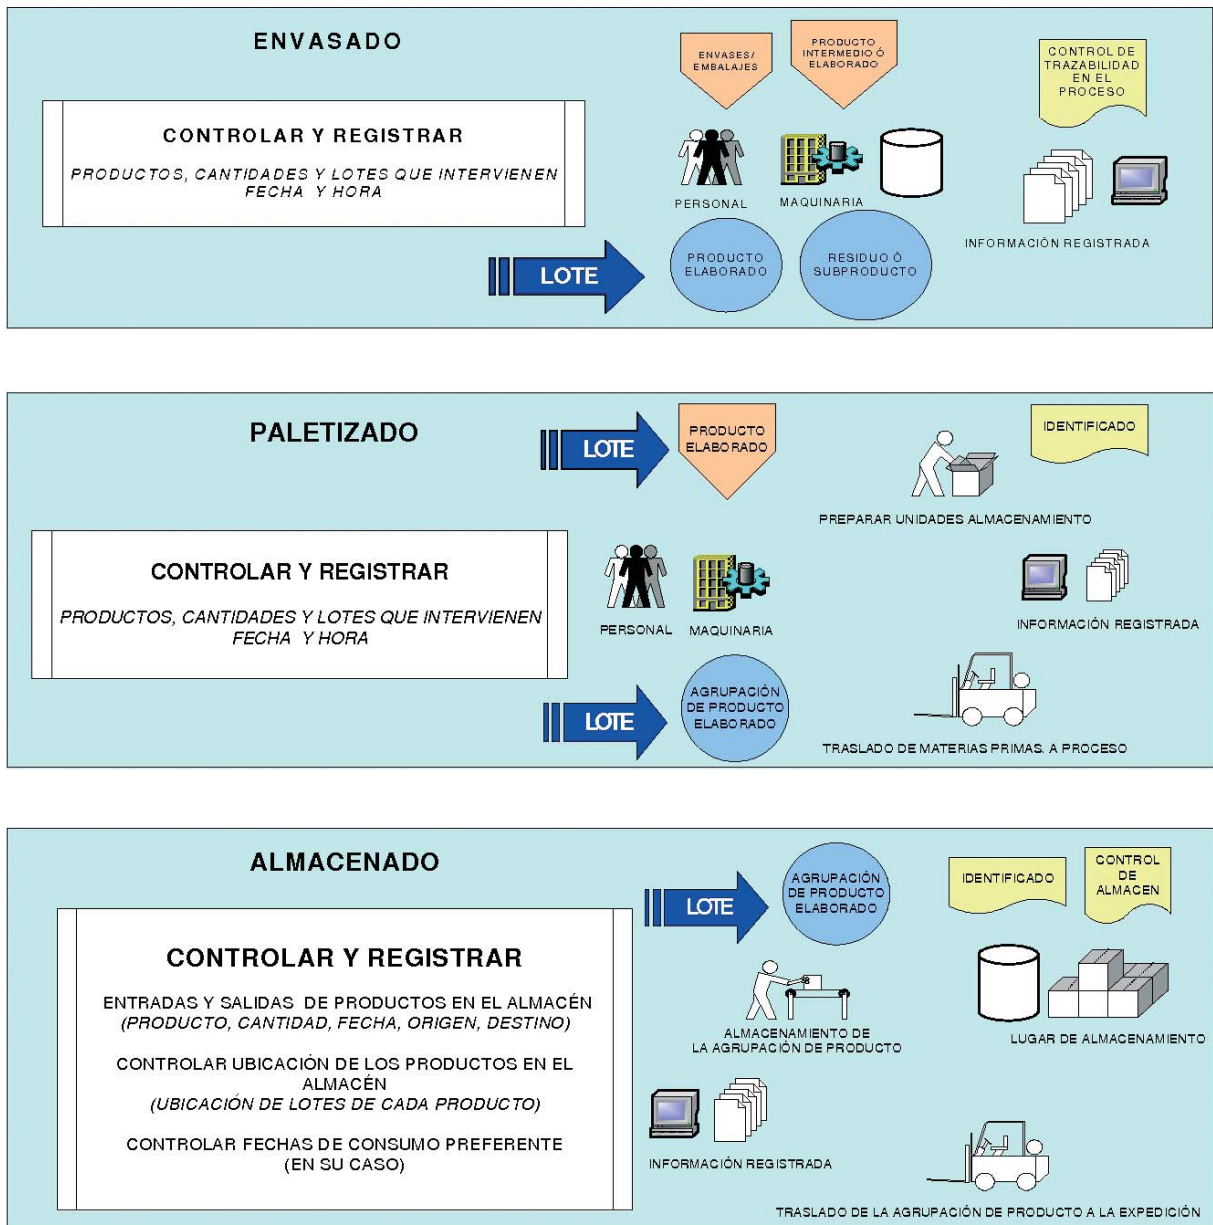 ENVASADO
CONTROLAR Y REGISTRAR
PRODUCTOS, CANTIDADES Y LOTES QUE INTERVIENEN
FECHA Y HORA
LOTE
ENVASES/
EMBALAJES
PRODUCTO
INTERMEDIO Ó
ELABORADO
CONTROL DE
TRAZABILIDAD
EN EL
PROCESO
PERSONAL
MAQUINARIA
PRODUCTO
ELABORADO
RESIDUO Ó
SUBPRODUCTO
INFORMACIÓN REGISTRADA
PALETIZADO
LOTE
PRODUCTO
ELABORADO
IDENTIFICADO
PREPARAR UNIDADES ALMACENAMIENTO
CONTROLAR Y REGISTRAR
PRODUCTOS, CANTIDADES Y LOTES QUE INTERVIENEN
FECHA Y HORA
PERSONAL
MAQUINARIA
INFORMACIÓN REGISTRADA
LOTE
AGRUPACIÓN
DE PRODUCTO
ELABORADO
TRASLADO DE MATERIAS PRIMAS. A PROCESO
ALMACENADO
LOTE
AGRUPACIÓN
DE PRODUCTO
ELABORADO
IDENTIFICADO
CONTROL
DE
ALMACEN
CONTROLAR Y REGISTRAR
ENTRADAS Y SALIDAS DE PRODUCTOS EN EL ALMACÉN
(PRODUCTO, CANTIDAD, FECHA, ORIGEN, DESTINO)
CONTROLAR UBICACIÓN DE LOS PRODUCTOS EN EL
ALMACÉN
(UBICACIÓN DE LOTES DE CADA PRODUCTO)
CONTROLAR FECHAS DE CONSUMO PREFERENTE
(EN SU CASO)
ALMACENAMIENTO DE
LA AGRUPACIÓN DE PRODUCTO
LUGAR DE ALMACENAMIENTO
INFORMACIÓN REGISTRADA
TRASLADO DE LA AGRUPACIÓN DE PRODUCTO A LA EXPEDICIÓN